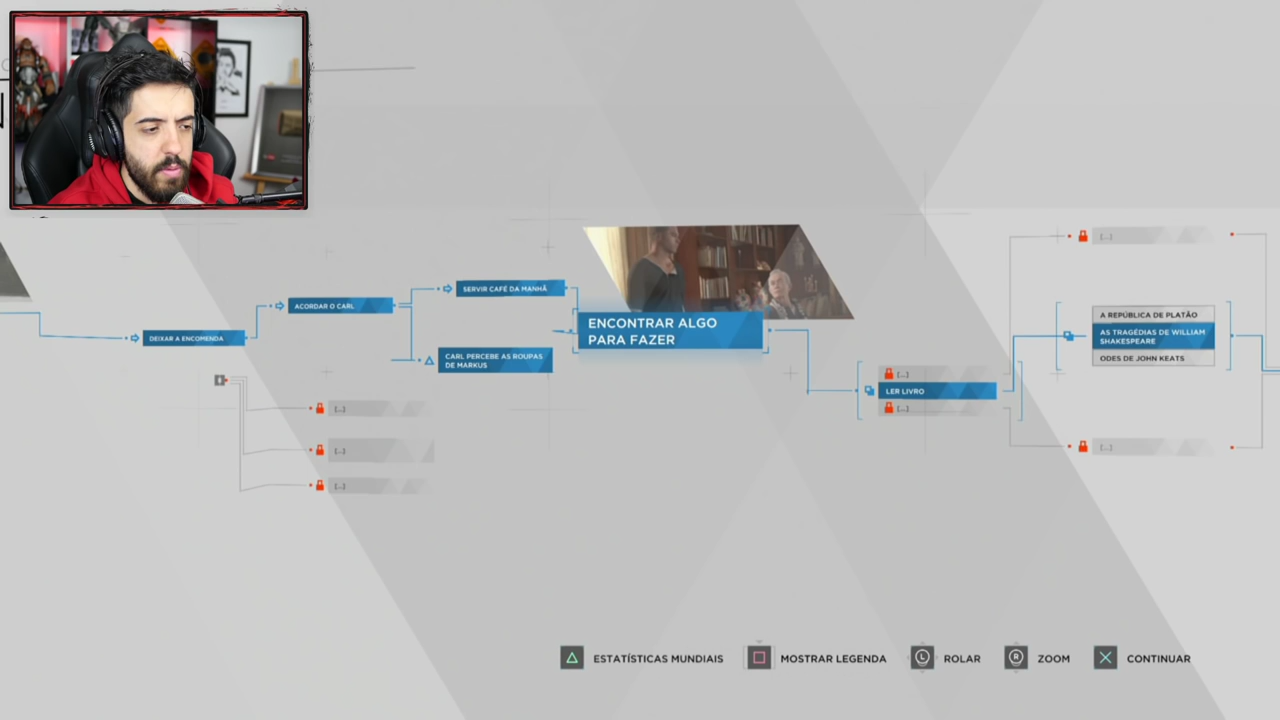 DEIXAR A ENCOMENDA
ACORDAR O CARL
SERVIR CAFÉ DA MANHÃ
CARL PERCEBE AS ROUPAS
DE MARKUS
ENCONTRAR ALGO
PARA FAZER
[...]
[...]
[...]
[...]
LER LIVRO
[...]
[...]
A REPÚBLICA DE PLATÃO
AS TRAGÉDIAS DE WILLIAM
SHAKESPEARE
ODES DE JOHN KEATS
[...]
ESTATÍSTICAS MUNDIAIS
MOSTRAR LEGENDA
L ROLAR
R ZOOM
CONTINUAR